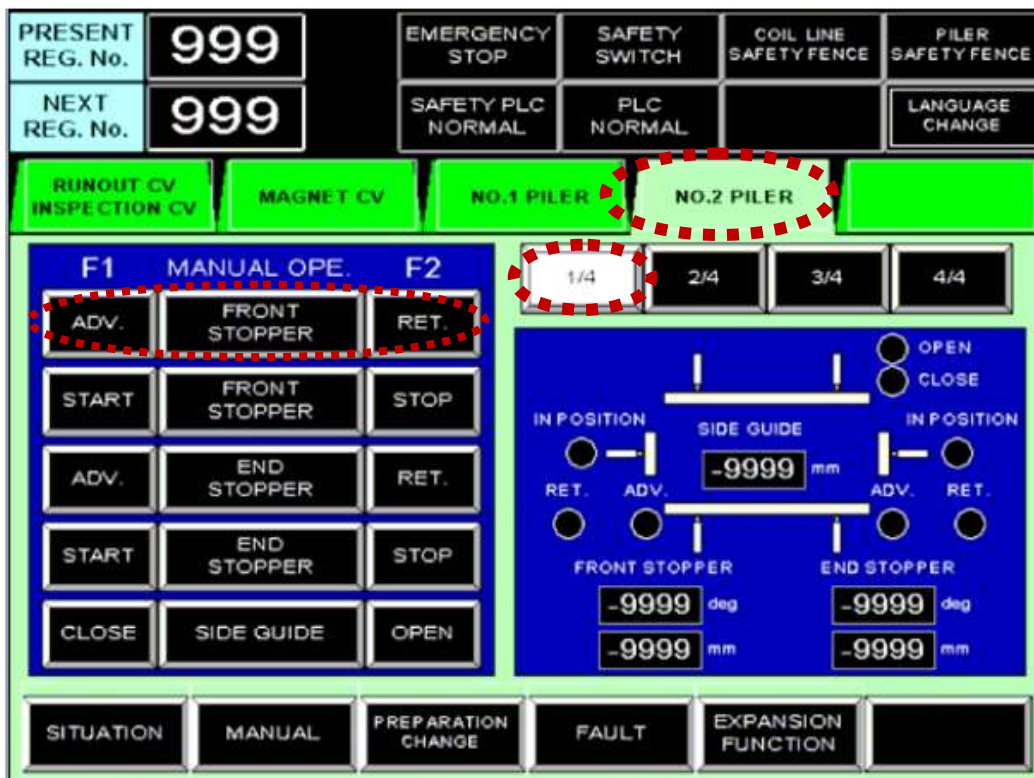 PRESENT
REG. No.
999
EMERGENCY
STOP
SAFETY
SWITCH
COIL LINE
SAFETY FENCE
PILER
SAFETY FENCE
NEXT
REG. No.
999
SAFETY PLC
NORMAL
PLC
NORMAL
LANGUAGE
CHANGE
RUNOUT CV
INSPECTION CV
MAGNET CV
NO.1 PILER
NO.2 PILER
F1 MANUAL OPE. F2
ADV.
FRONT
STOPPER
RET.
START
FRONT
STOPPER
STOP
ADV.
END
STOPPER
RET.
START
END
STOPPER
STOP
CLOSE
SIDE GUIDE
OPEN
1/4
2/4
3/4
4/4
OPEN
CLOSE
IN POSITION
SIDE GUIDE
IN POSITION
-9999 mm
RET. ADV.
ADV. RET.
FRONT STOPPER
END STOPPER
-9999 deg
-9999 deg
-9999 mm
-9999 mm
SITUATION
MANUAL
PREPARATION
CHANGE
FAULT
EXPANSION
FUNCTION